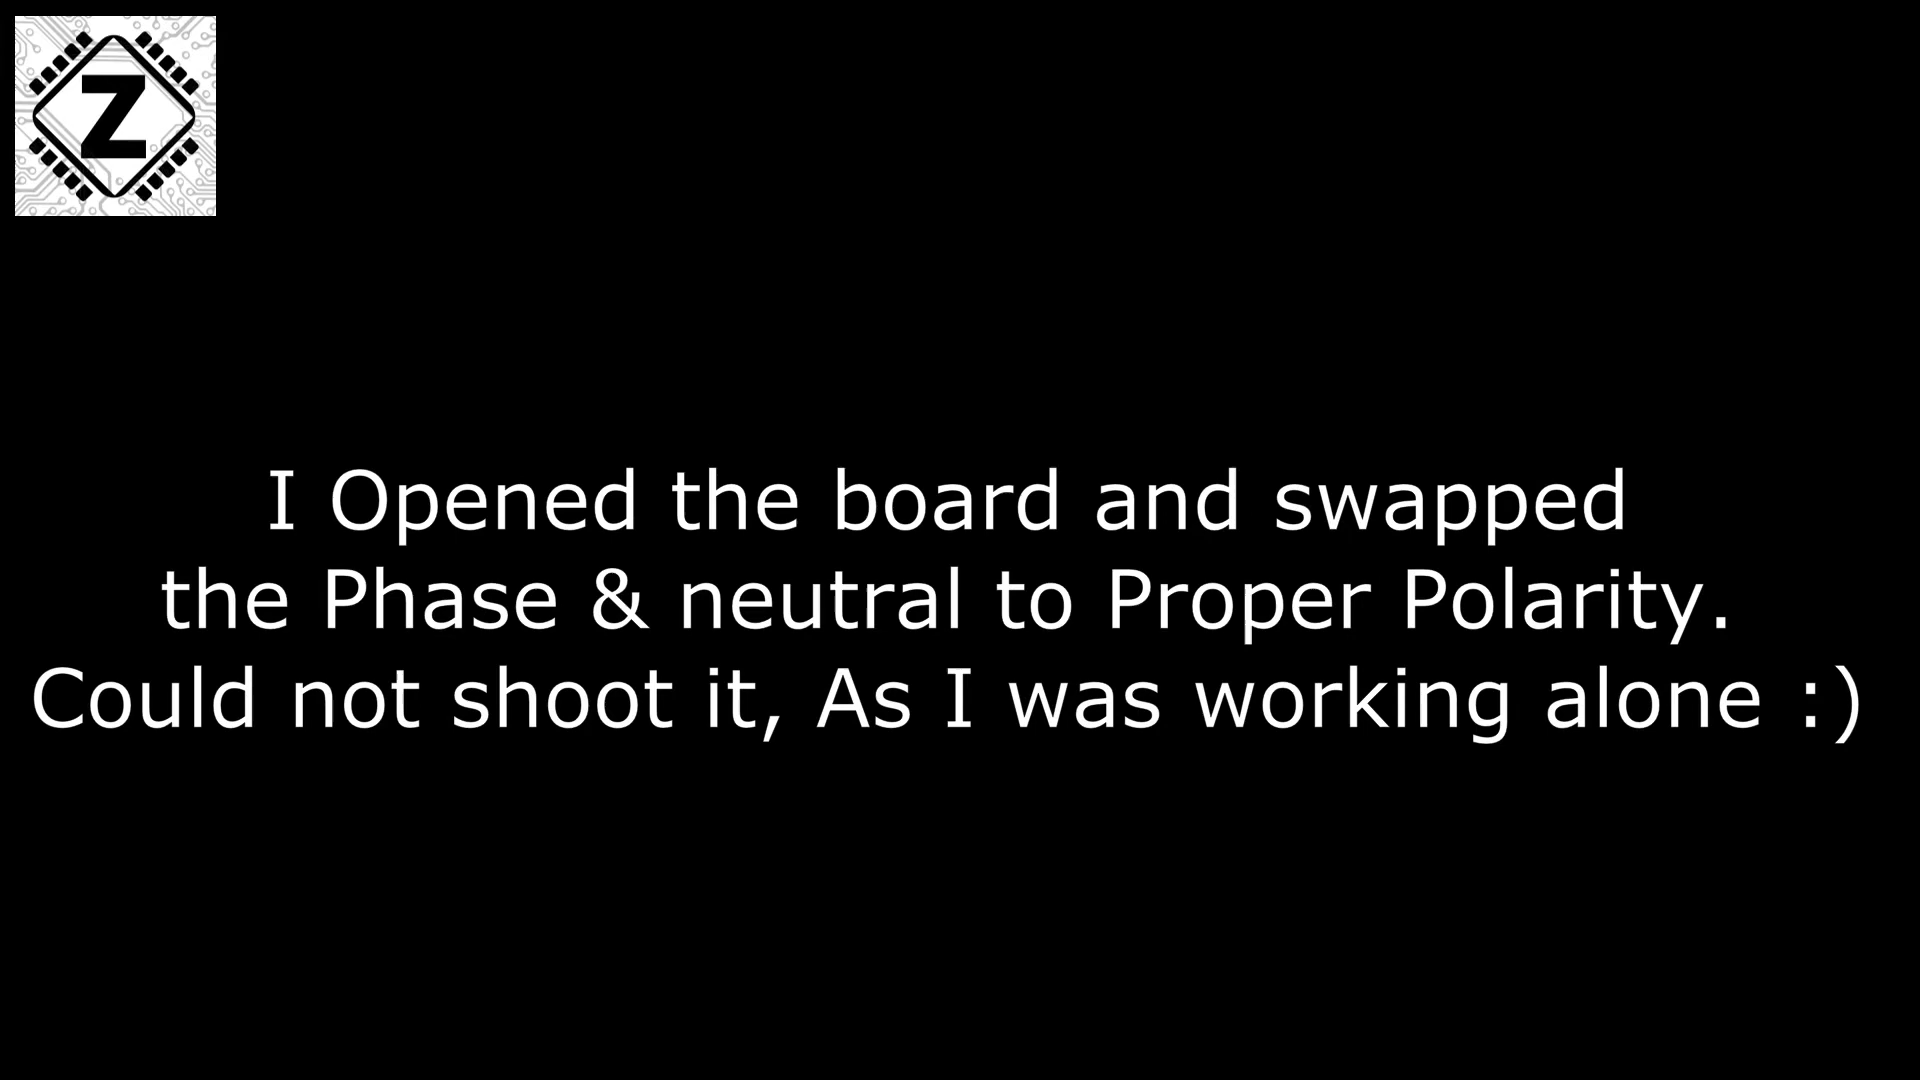 Z
I Opened the board and swapped
the Phase & neutral to Proper Polarity.
Could not shoot it, As I was working alone :)